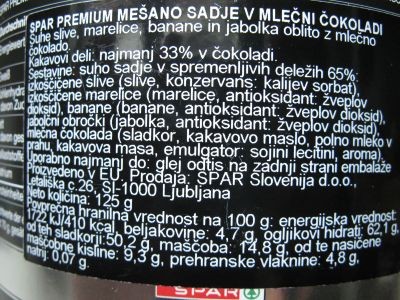 SPAR PREMIUM MEŠANO SADJE V MLEČNI ČOKOLADI
Suhe slive, marelice, banane in jabolka oblito z mlečno
čokolado.
Kakavovi deli: najmanj 33% v čokoladi.
Sestavine: suho sadje v spremenljivih deležih 65%:
izkoščičene slive (slive, konzervans: kalijev sorbat),
izkoščičene marelice (marelice, antioksidant: žveplov
dioksid), banane (banane, antioksidant: žveplov dioksid),
jabolčni obročki (jabolka, antioksidant: žveplov dioksid),
mlečna čokolada (sladkor, kakavovo maslo, polno mleko v
prahu, kakavova masa, emulgator: sojini lecitini, aroma).
Uporabno najmanj do: glej odtis na zadnji strani embalaže
Proizvedeno v EU. Prodaja: SPAR Slovenija d.o.o.,
Letališka c.26, SI-1000 Ljubljana
Neto količina: 125 g
Povprečna hranilna vrednost na 100 g: energijska vrednost:
1722 kJ/410 kcal, beljakovine: 4,7 g, ogljikovi hidrati: 62,1 g,
od teh sladkorji: 50,2 g, maščoba: 14,8 g, od te nasičene
maščobne kisline: 9,3 g, prehranske vlaknine: 4,8 g,
natrij: 0,07 g.
SPAR